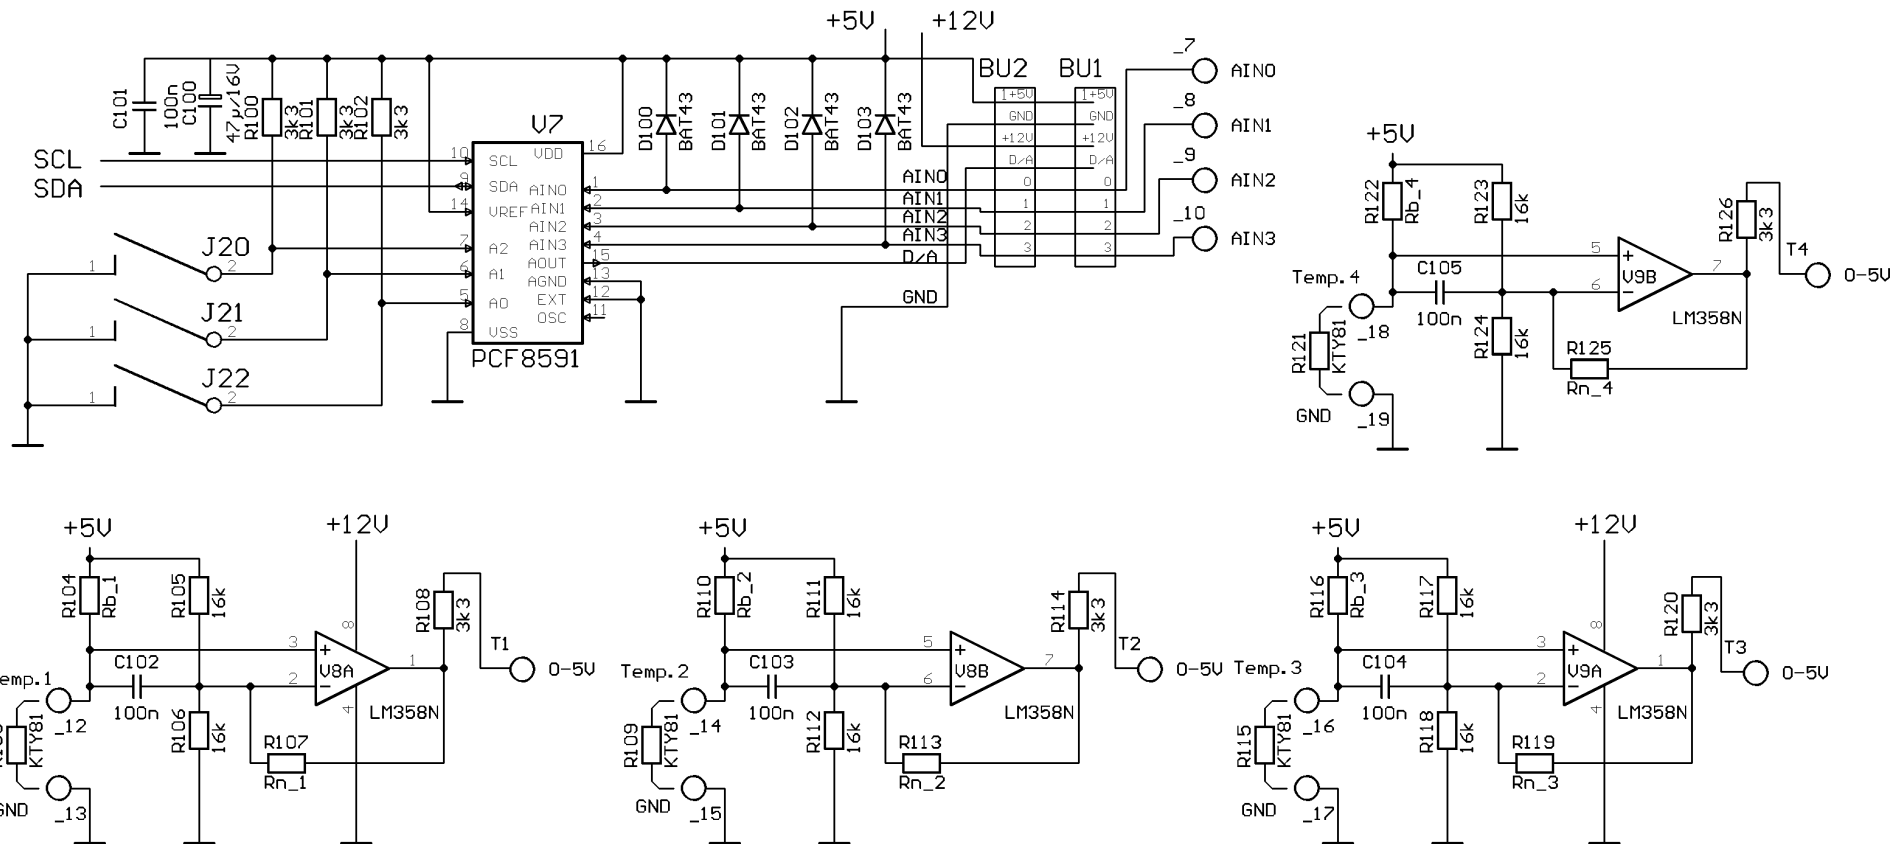 +5V
+12V
C101
100n
C100
47µ/16V
R100
3k3
R101
3k3
R102
3k3
SCL
SDA
V7
PCF8591
10
9
14
7
6
5
8
SCL
SDA
VREF
A2
A1
A0
VSS
VDD
AIN0
AIN1
AIN2
AIN3
AOUT
AGND
EXT
OSC
16
1
2
3
4
15
13
12
11
J20
1
2
J21
1
2
J22
1
2
D100
BAT43
D101
BAT43
D102
BAT43
D103
BAT43
AIN0
AIN1
AIN2
AIN3
D/A
GND
BU2
1+5V
GND
+12V
D/A
0
1
2
3
BU1
1+5V
GND
+12V
D/A
0
1
2
3
_7
AIN0
_8
AIN1
_9
AIN2
_10
AIN3
+5V
R122
Rb_4
R123
16k
R126
3k3
T4
0-5V
Temp.4
C105
100n
5
+
6
-
V9B
7
LM358N
_18
R121
KTY81
R124
16k
R125
Rn_4
GND
_19
+5V
+12V
R104
Rb_1
R105
16k
R108
3k3
T1
0-5V
emp.1
C102
100n
3
+
2
-
V8A
8
4
1
LM358N
_12
KTY81
R106
16k
R107
Rn_1
GND
_13
+5V
R110
Rb_2
R111
16k
R114
3k3
T2
0-5V
Temp.2
C103
100n
5
+
6
-
V8B
7
LM358N
_14
R109
KTY81
R112
16k
R113
Rn_2
GND
_15
+5V
+12V
R116
Rb_3
R117
16k
R120
3k3
T3
0-5V
Temp.3
C104
100n
3
+
2
-
V9A
8
4
1
LM358N
_16
R115
KTY81
R118
16k
R119
Rn_3
GND
_17